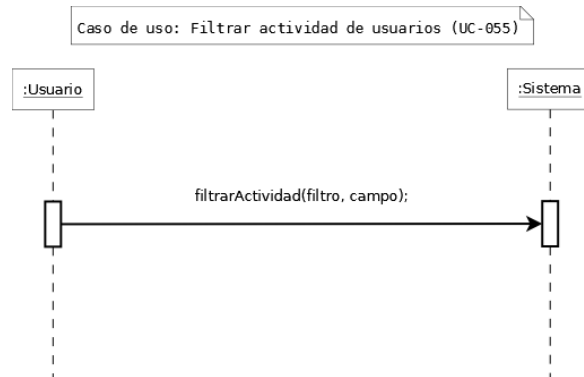 Caso de uso: Filtrar actividad de usuarios (UC-055)
:Usuario
:Sistema
filtrarActividad(filtro, campo);